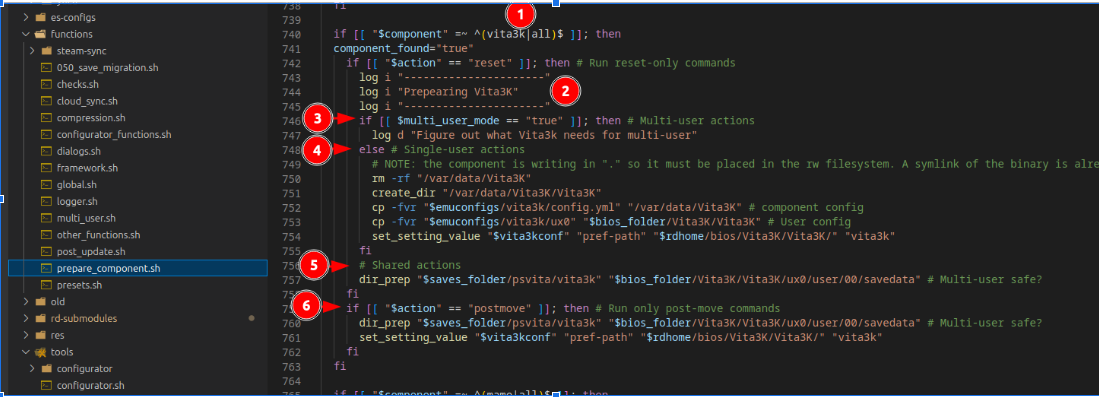 es-configs
functions
steam-sync
050_save_migration.sh
checks.sh
cloud_sync.sh
compression.sh
configurator_functions.sh
dialogs.sh
framework.sh
global.sh
logger.sh
multi_user.sh
other_functions.sh
post_update.sh
prepare_component.sh
presets.sh
old
rd-submodules
res
tools
configurator
configurator.sh
1
738 fi
739
740 if [[ "$component" =~ ^(vita3k|all)$ ]]; then
741 component_found="true"
742 if [[ "$action" == "reset" ]]; then # Run reset-only commands
743 log i "----------------------"
744 log i "Prepearing Vita3K" 2
745 log i "----------------------"
3 746 if [[ $multi_user_mode == "true" ]]; then # Multi-user actions
747 log d "Figure out what Vita3k needs for multi-user"
4 748 else # Single-user actions
749 # NOTE: the component is writing in "." so it must be placed in the rw filesystem. A symlink of the binary is alre
750 rm -rf "/var/data/Vita3K"
751 create_dir "/var/data/Vita3K/Vita3K"
752 cp -fvr "$emuconfigs/vita3k/config.yml" "/var/data/Vita3K" # component config
753 cp -fvr "$emuconfigs/vita3k/ux0" "$bios_folder/Vita3K/Vita3K" # User config
754 set_setting_value "$vita3kconf" "pref-path" "$rdhome/bios/Vita3K/Vita3K/" "vita3k"
755 fi
5 756 # Shared actions
757 dir_prep "$saves_folder/psvita/vita3k" "$bios_folder/Vita3K/Vita3K/ux0/user/00/savedata" # Multi-user safe?
fi
6 if [[ "$action" == "postmove" ]]; then # Run only post-move commands
760 dir_prep "$saves_folder/psvita/vita3k" "$bios_folder/Vita3K/Vita3K/ux0/user/00/savedata" # Multi-user safe?
761 set_setting_value "$vita3kconf" "pref-path" "$rdhome/bios/Vita3K/Vita3K/" "vita3k"
762 fi
763 fi
764
765 if [[ "$component" =~ ^(mame|all)$ ]]; then